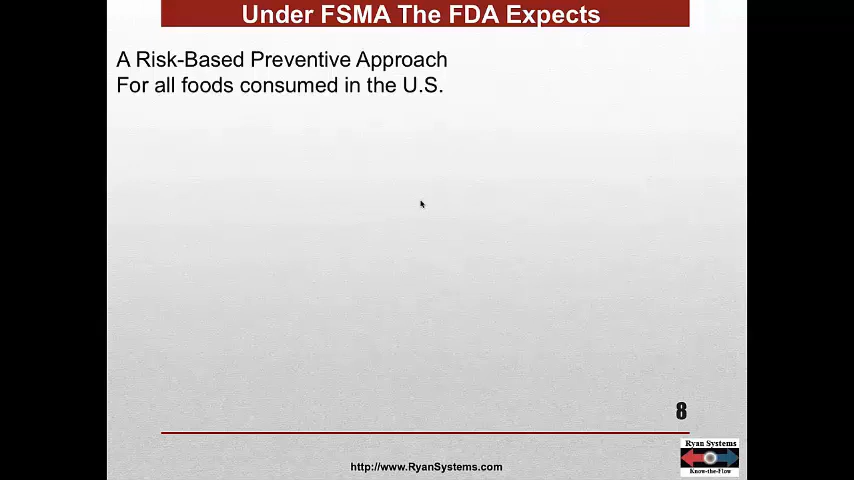 Under FSMA The FDA Expects
A Risk-Based Preventive Approach
For all foods consumed in the U.S.
8
Ryan Systems
Know-the-Flow
http://www.RyanSystems.com